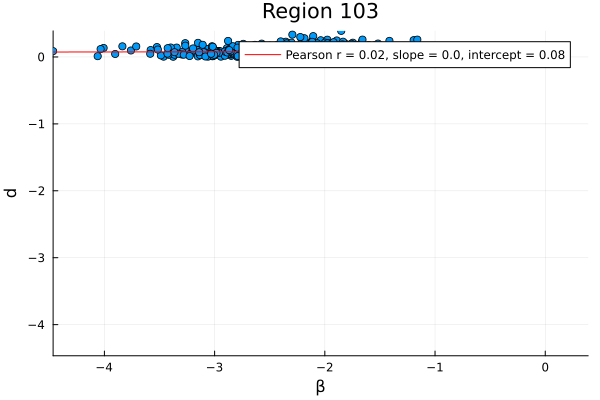 Region 103
Pearson r = 0.02, slope = 0.0, intercept = 0.08
d
0
−1
−2
−3
−4
−4
−3
−2
−1
0
β